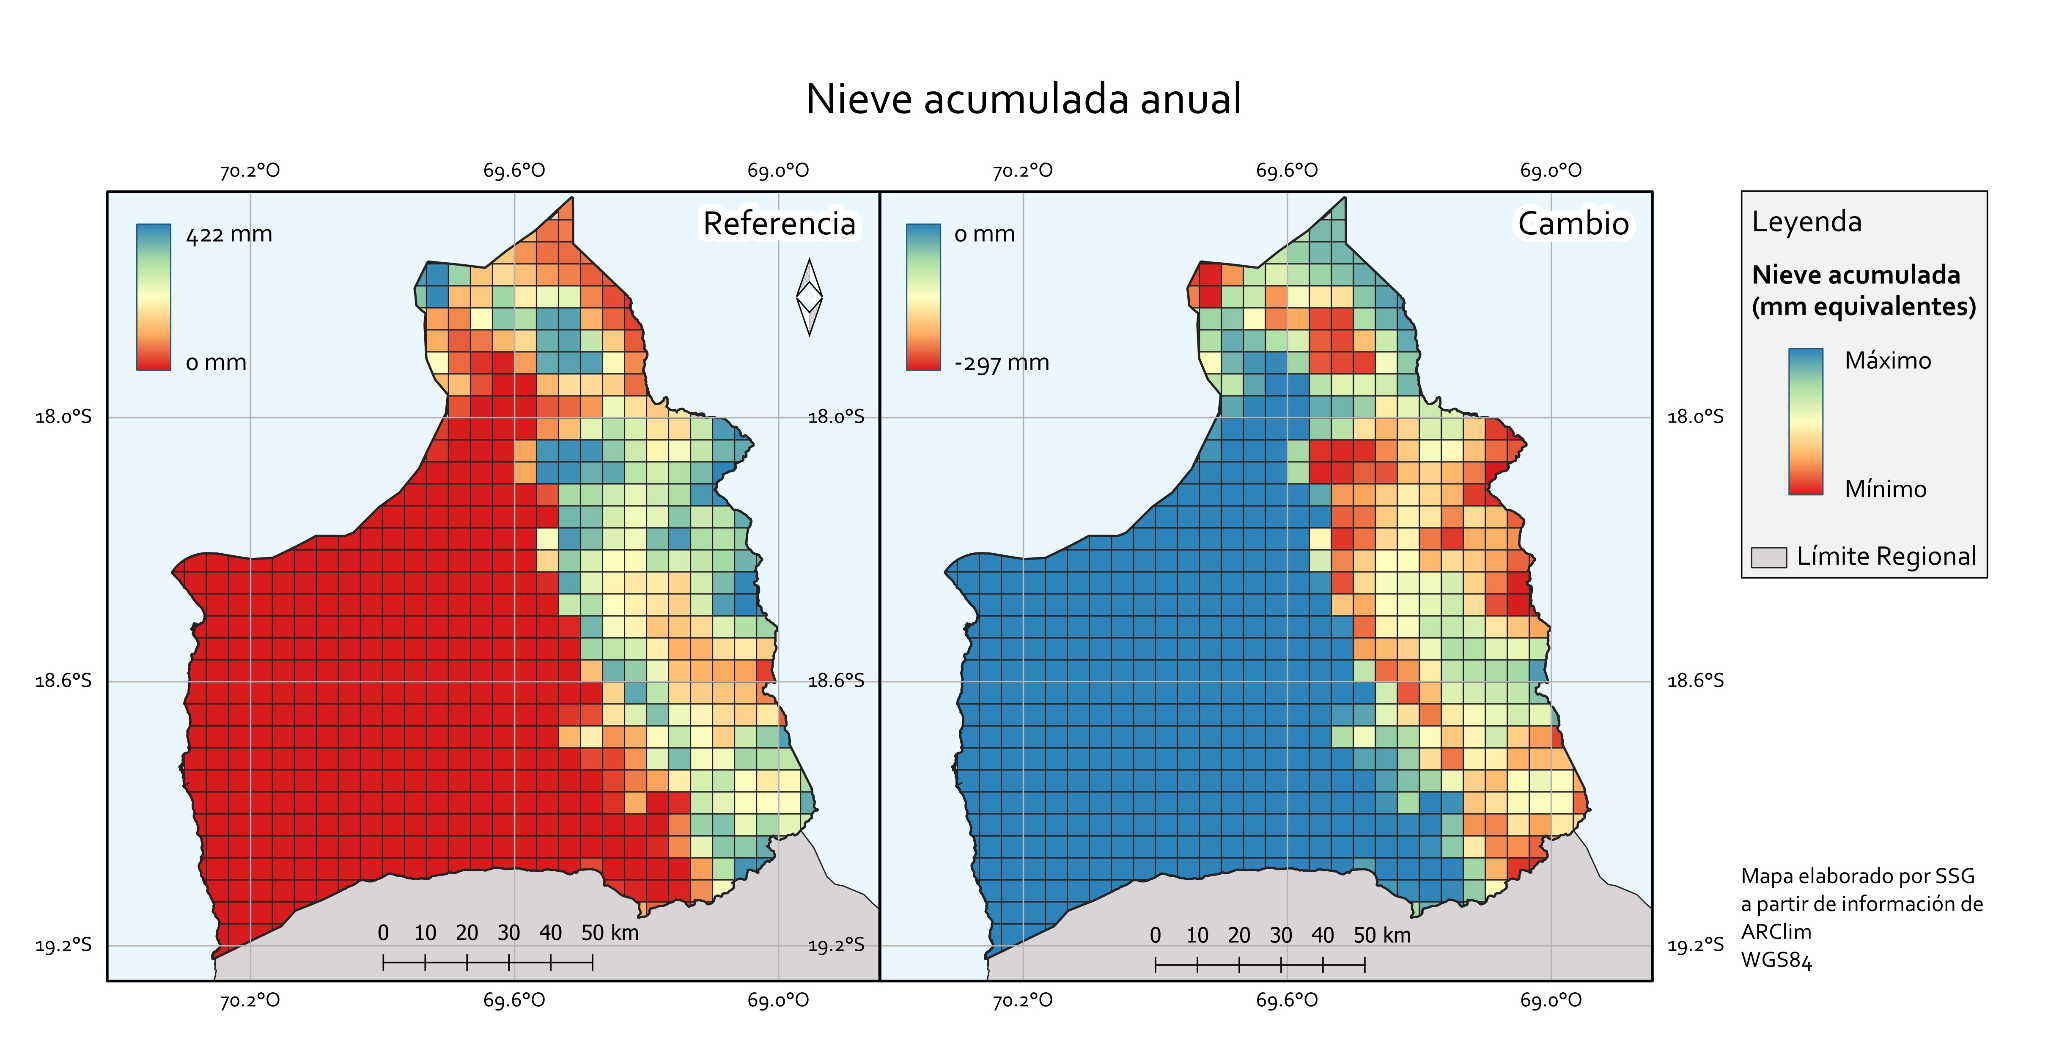 Nieve acumulada anual
70.2°O 69.6°O 69.0°O 70.2°O 69.6°O 69.0°O
422 mm
0 mm
Referencia
0 mm
-297 mm
Cambio
18.0°S 18.0°S 18.0°S
18.6°S 18.6°S 18.6°S
19.2°S 19.2°S 19.2°S
0 10 20 30 40 50 km
0 10 20 30 40 50 km
70.2°O 69.6°O 69.0°O 70.2°O 69.6°O 69.0°O
Leyenda
Nieve acumulada
(mm equivalentes)
Máximo
Mínimo
Límite Regional
Mapa elaborado por SSG
a partir de información de
ARClim
WGS84